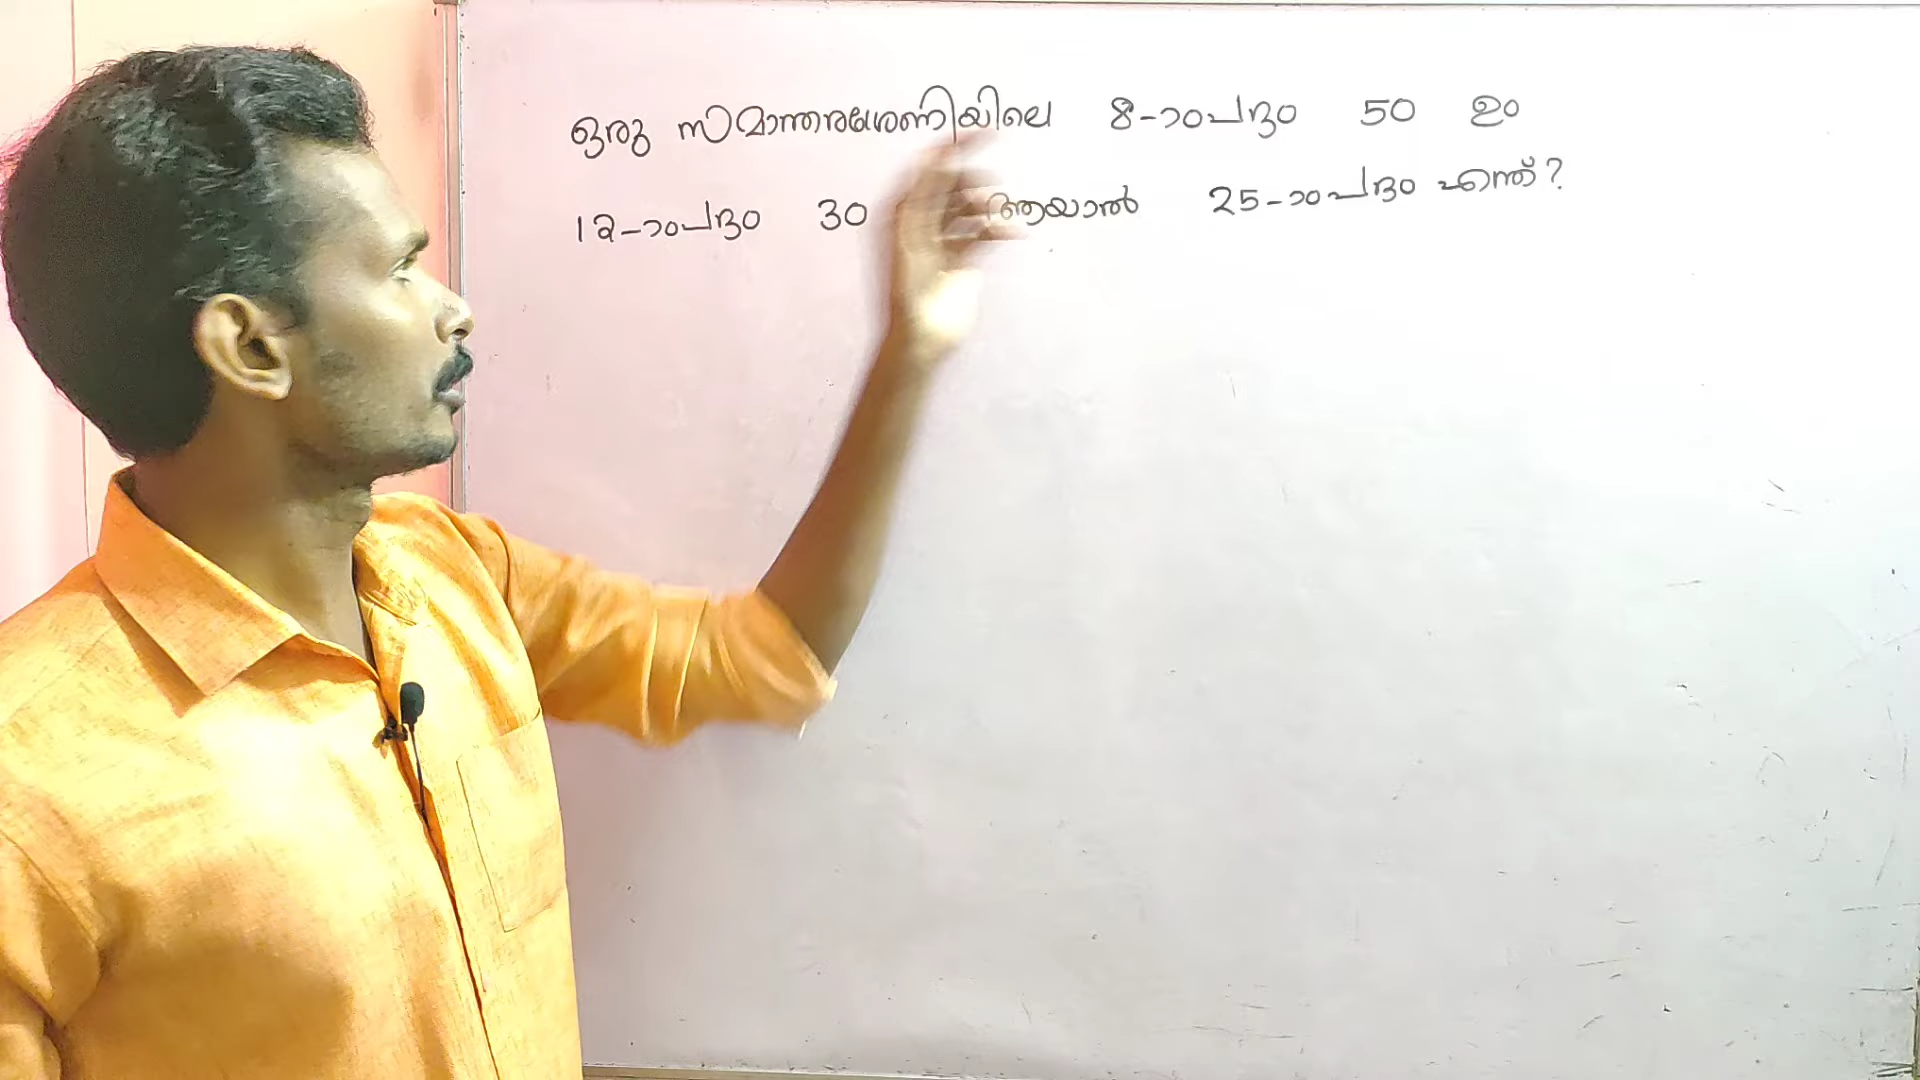 ഒരു സമാന്തരശ്രേണിയിലെ 8-ാംപദം 50 ഉം
12-ാംപദം 30 ആയാൽ 25-ാംപദം എന്ത്?